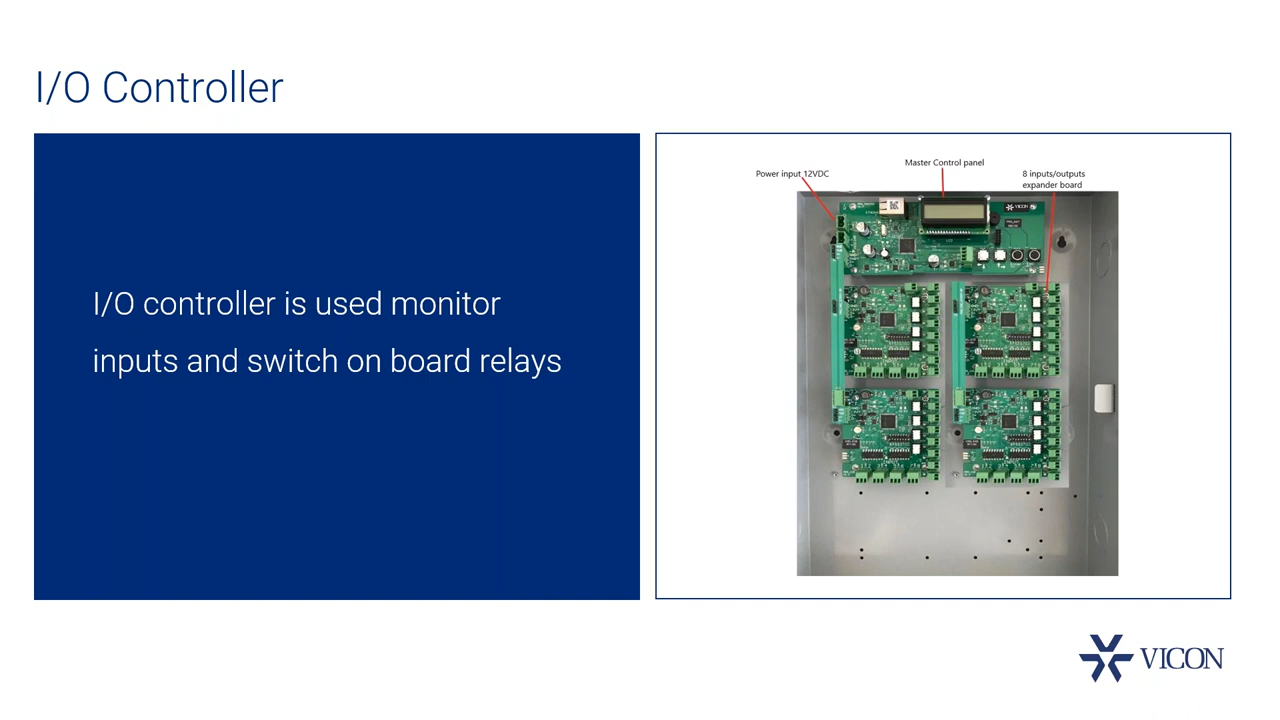 I/O Controller
I/O controller is used monitor
inputs and switch on board relays
Power input 12VDC
Master Control panel
8 inputs/outputs
expander board
VICON
VICON